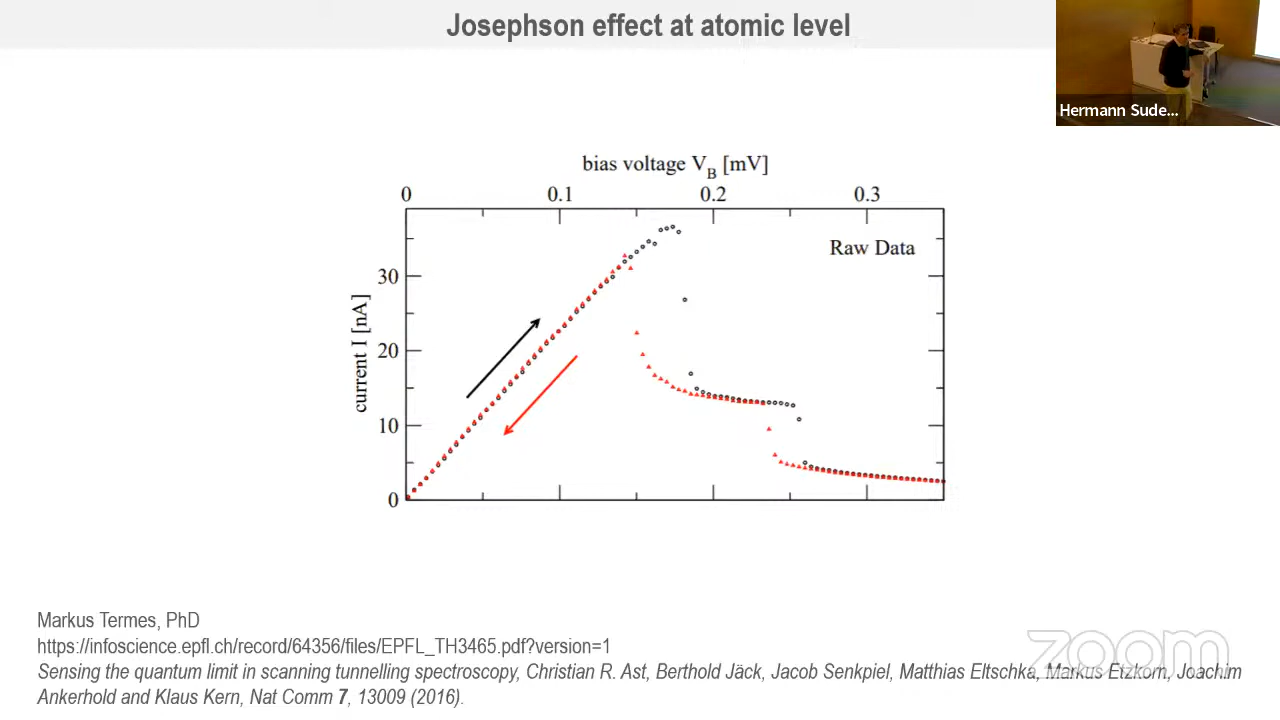 Josephson effect at atomic level
Hermann Sude...
bias voltage V_B [mV]
0 0.1 0.2 0.3
Raw Data
30
20
10
0
current I [nA]
Markus Termes, PhD
https://infoscience.epfl.ch/record/64356/files/EPFL_TH3465.pdf?version=1
Sensing the quantum limit in scanning tunnelling spectroscopy, Christian R. Ast, Berthold Jäck, Jacob Senkpiel, Matthias Eltschka, Markus Etzkorn, Joachim
Ankerhold and Klaus Kern, Nat Comm 7, 13009 (2016).
zoom